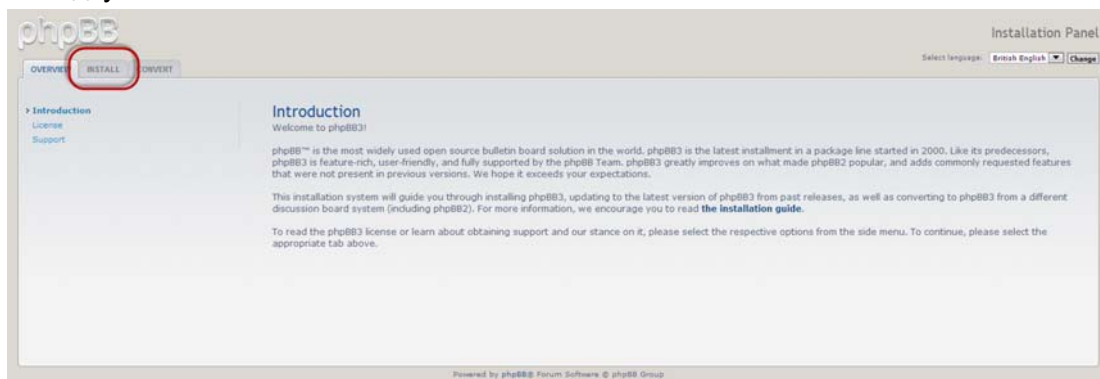 phpBB
Installation Panel
Select language: British English Change
OVERVIEW INSTALL CONVERT
Introduction
License
Support
Introduction
Welcome to phpBB3!
phpBB™ is the most widely used open source bulletin board solution in the world. phpBB3 is the latest installment in a package line started in 2000. Like its predecessors,
phpBB3 is feature-rich, user-friendly, and fully supported by the phpBB Team. phpBB3 greatly improves on what made phpBB2 popular, and adds commonly requested features
that were not present in previous versions. We hope it exceeds your expectations.
This installation system will guide you through installing phpBB3, updating to the latest version of phpBB3 from past releases, as well as converting to phpBB3 from a different
discussion board system (including phpBB2). For more information, we encourage you to read the installation guide.
To read the phpBB3 license or learn about obtaining support and our stance on it, please select the respective options from the side menu. To continue, please select the
appropriate tab above.
Powered by phpBB® Forum Software © phpBB Group